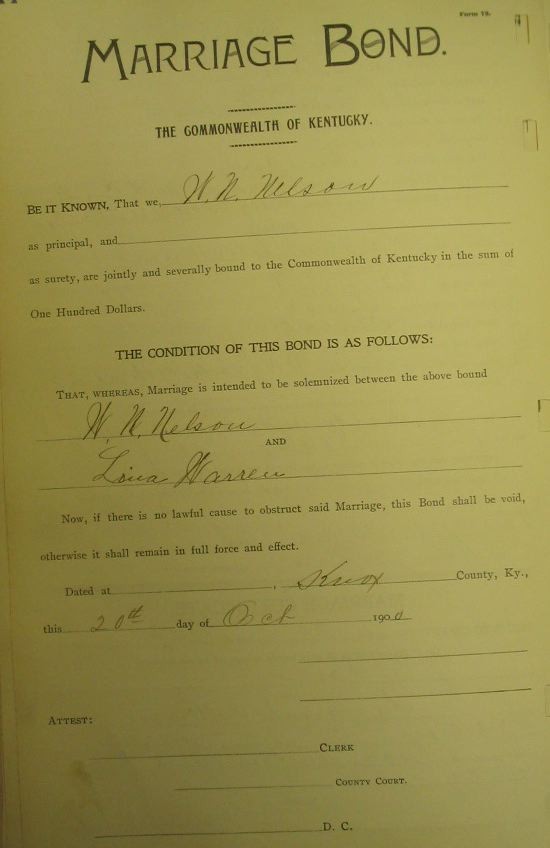 Form 78.
MARRIAGE BOND.
THE COMMONWEALTH OF KENTUCKY.
BE IT KNOWN, That we, W. N. Nelson
as principal, and
as surety, are jointly and severally bound to the Commonwealth of Kentucky in the sum of
One Hundred Dollars.
THE CONDITION OF THIS BOND IS AS FOLLOWS:
THAT, WHEREAS, Marriage is intended to be solemnized between the above bound
W. N. Nelson
AND
Lina Warren
Now, if there is no lawful cause to obstruct said Marriage, this Bond shall be void,
otherwise it shall remain in full force and effect.
Dated at , Knox County, Ky.,
this 20th day of Oct 1900
ATTEST:
CLERK
COUNTY COURT.
D. C.